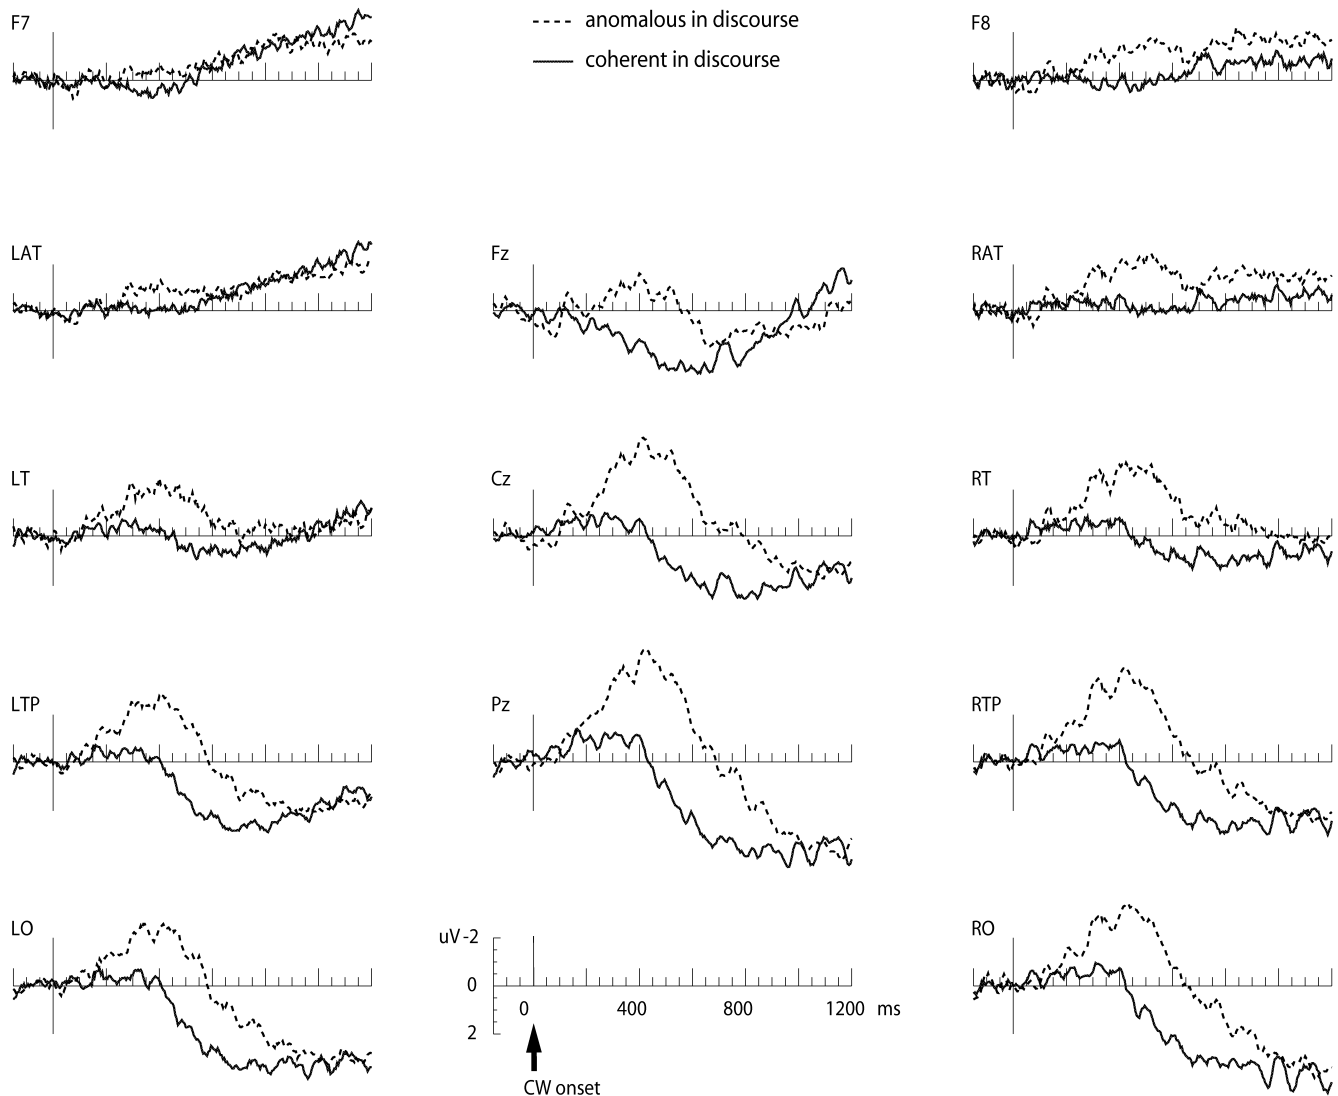 F7
anomalous in discourse
F8
coherent in discourse
LAT
Fz
RAT
LT
Cz
RT
LTP
Pz
RTP
LO
uV -2
RO
0
0 400 800 1200 ms
2
CW onset